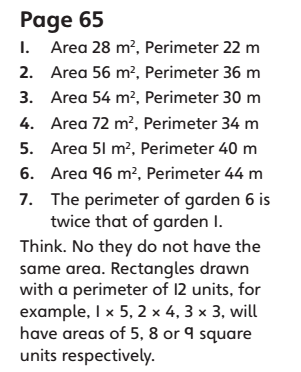 Page 65
1. Area 28 m², Perimeter 22 m
2. Area 56 m², Perimeter 36 m
3. Area 54 m², Perimeter 30 m
4. Area 72 m², Perimeter 34 m
5. Area 51 m², Perimeter 40 m
6. Area 96 m², Perimeter 44 m
7. The perimeter of garden 6 is
twice that of garden 1.
Think. No they do not have the
same area. Rectangles drawn
with a perimeter of 12 units, for
example, 1 × 5, 2 × 4, 3 × 3, will
have areas of 5, 8 or 9 square
units respectively.